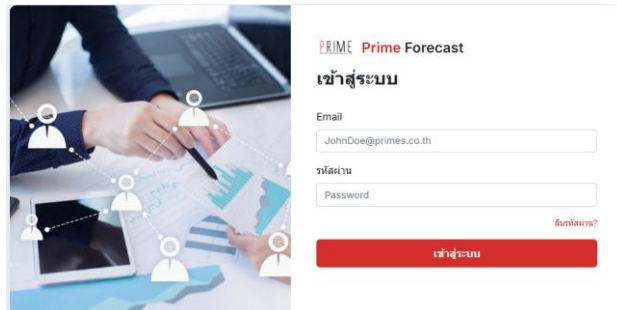 PRIME Prime Forecast
เข้าสู่ระบบ
Email
JohnDoe@primes.co.th
รหัสผ่าน
Password
ลืมรหัสผ่าน?
เข้าสู่ระบบ